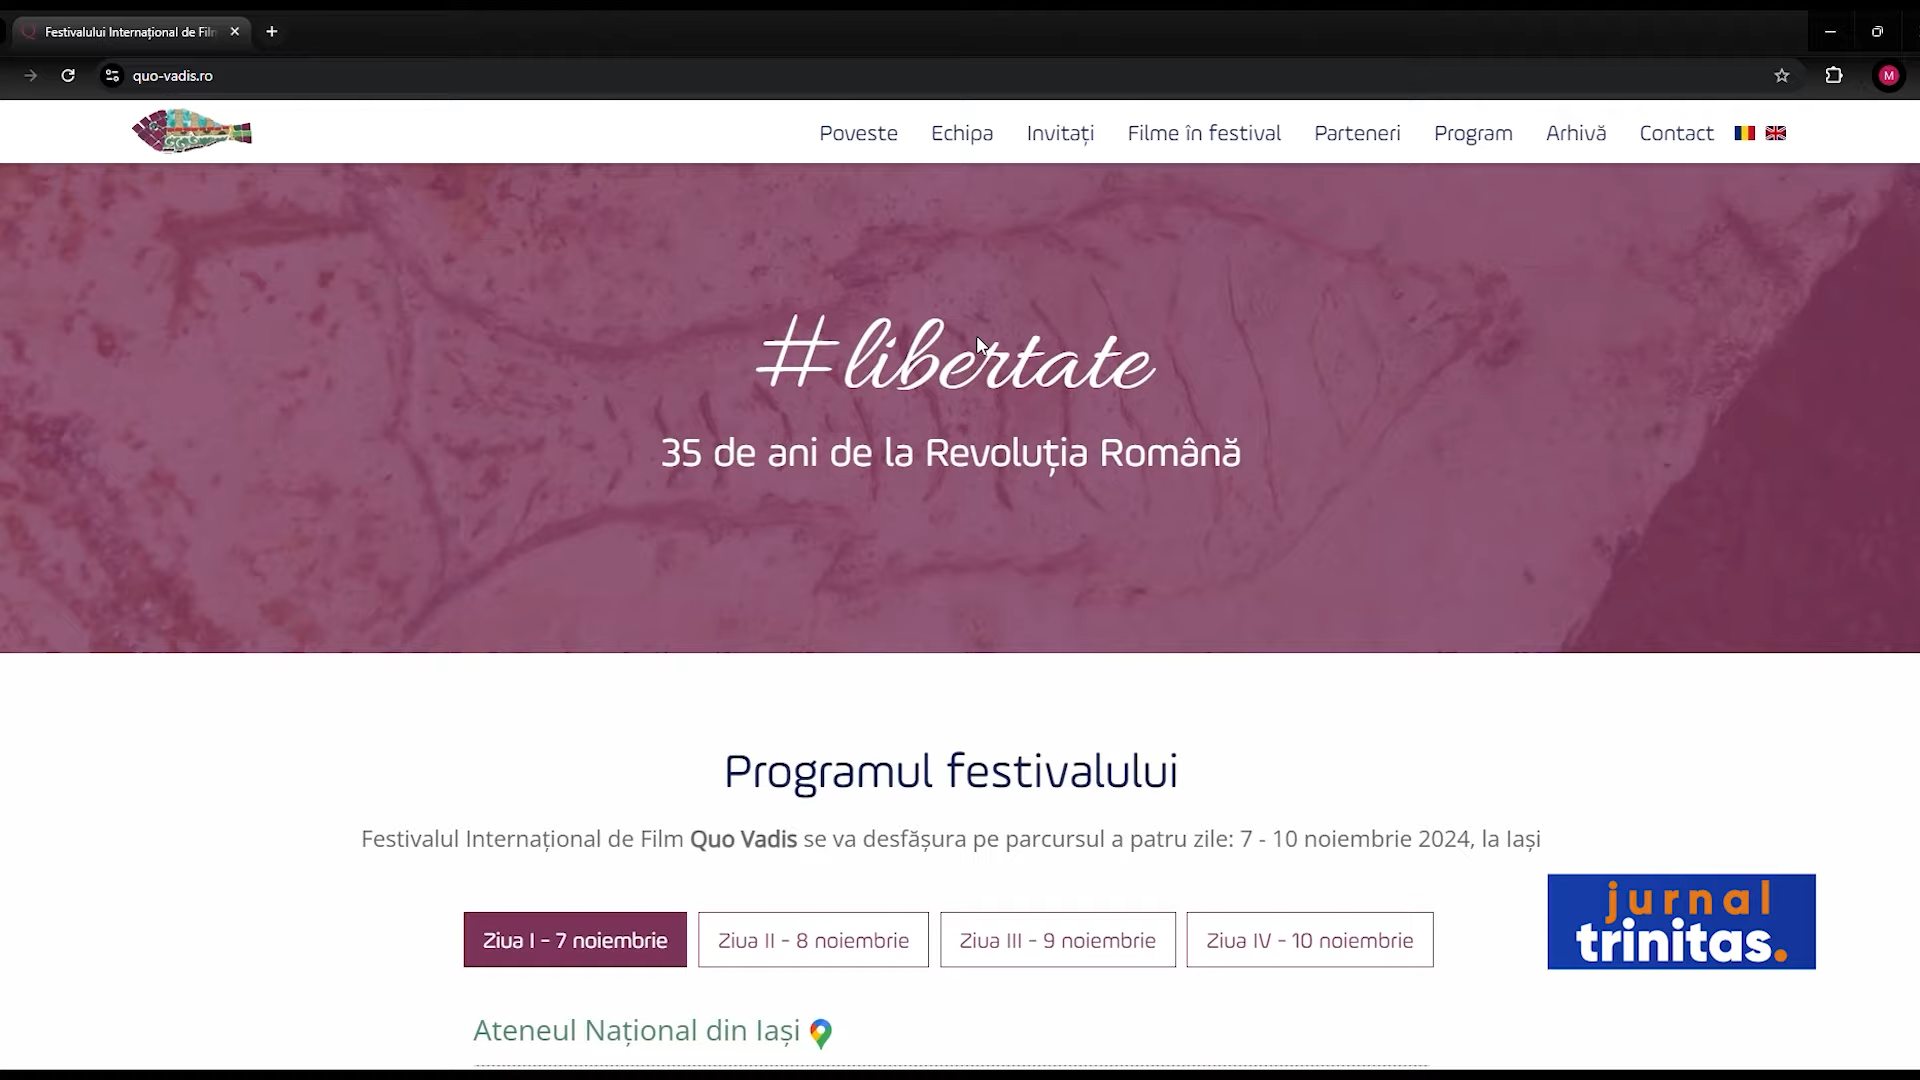 Festivalului Internațional de Fil
quo-vadis.ro
M
Poveste Echipa Invitați Filme în festival Parteneri Program Arhivă Contact
#libertate
35 de ani de la Revoluția Română
Programul festivalului
Festivalul Internațional de Film Quo Vadis se va desfășura pe parcursul a patru zile: 7 - 10 noiembrie 2024, la Iași
Ziua I - 7 noiembrie Ziua II - 8 noiembrie Ziua III - 9 noiembrie Ziua IV - 10 noiembrie
jurnal
trinitas.
Ateneul Național din Iași